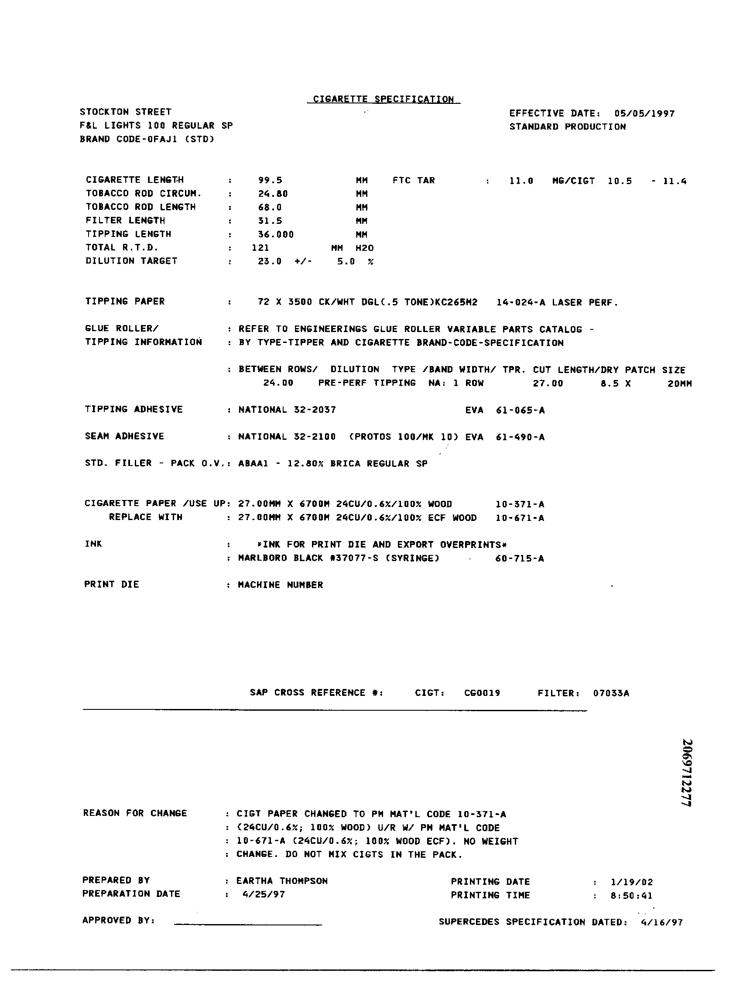 CIGARETTE SPECIFICATION
STOCKTON STREET EFFECTIVE DATE: 05/05/1997
F&L LIGHTS 100 REGULAR SP STANDARD PRODUCTION
BRAND CODE-0FAJ1 (STD)
CIGARETTE LENGTH : 99.5 MM FTC TAR : 11.0 MG/CIGT 10.5 - 11.4
TOBACCO ROD CIRCUM. : 24.80 MM
TOBACCO ROD LENGTH : 68.0 MM
FILTER LENGTH : 31.5 MM
TIPPING LENGTH : 36.000 MM
TOTAL R.T.D. : 121 MM H2O
DILUTION TARGET : 23.0 +/- 5.0 %
TIPPING PAPER : 72 X 3500 CK/WHT DGL(.5 TONE)KC265M2 14-024-A LASER PERF.
GLUE ROLLER/ : REFER TO ENGINEERINGS GLUE ROLLER VARIABLE PARTS CATALOG -
TIPPING INFORMATION : BY TYPE-TIPPER AND CIGARETTE BRAND-CODE-SPECIFICATION
: BETWEEN ROWS/ DILUTION TYPE /BAND WIDTH/ TPR. CUT LENGTH/DRY PATCH SIZE
24.00 PRE-PERF TIPPING NA: 1 ROW 27.00 8.5 X 20MM
TIPPING ADHESIVE : NATIONAL 32-2037 EVA 61-065-A
SEAM ADHESIVE : NATIONAL 32-2100 (PROTOS 100/MK 10) EVA 61-490-A
STD. FILLER - PACK O.V.: ABAA1 - 12.80% BRICA REGULAR SP
CIGARETTE PAPER /USE UP: 27.00MM X 6700M 24CU/0.6%/100% WOOD 10-371-A
REPLACE WITH : 27.00MM X 6700M 24CU/0.6%/100% ECF WOOD 10-671-A
INK : *INK FOR PRINT DIE AND EXPORT OVERPRINTS*
: MARLBORO BLACK #37077-S (SYRINGE) 60-715-A
PRINT DIE : MACHINE NUMBER
SAP CROSS REFERENCE #: CIGT: CG0019 FILTER: 07033A
2069712277
REASON FOR CHANGE : CIGT PAPER CHANGED TO PM MAT'L CODE 10-371-A
: (24CU/0.6%; 100% WOOD) U/R W/ PM MAT'L CODE
: 10-671-A (24CU/0.6%; 100% WOOD ECF). NO WEIGHT
: CHANGE. DO NOT MIX CIGTS IN THE PACK.
PREPARED BY : EARTHA THOMPSON PRINTING DATE : 1/19/02
PREPARATION DATE : 4/25/97 PRINTING TIME : 8:50:41
APPROVED BY: SUPERCEDES SPECIFICATION DATED: 4/16/97